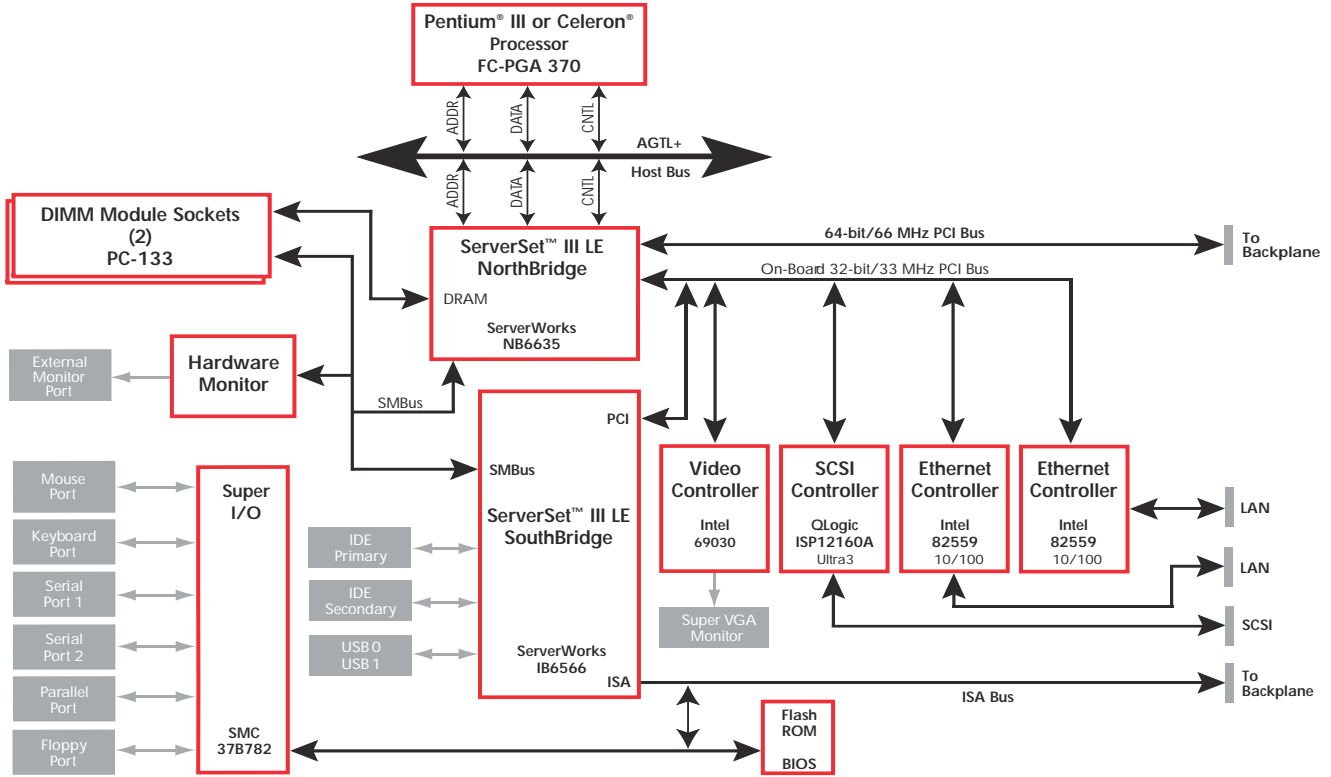 Pentium® III or Celeron®
Processor
FC-PGA 370
ADDR
DATA
CNTL
AGTL+
Host Bus
ADDR
DATA
CNTL
DIMM Module Sockets
(2)
PC-133
ServerSet™ III LE
NorthBridge
DRAM
ServerWorks
NB6635
64-bit/66 MHz PCI Bus
To
Backplane
On-Board 32-bit/33 MHz PCI Bus
External
Monitor
Port
Hardware
Monitor
SMBus
PCI
SMBus
ServerSet™ III LE
SouthBridge
ServerWorks
IB6566
ISA
Video
Controller
Intel
69030
SCSI
Controller
QLogic
ISP12160A
Ultra3
Ethernet
Controller
Intel
82559
10/100
Ethernet
Controller
Intel
82559
10/100
LAN
LAN
SCSI
To
Backplane
Super VGA
Monitor
ISA Bus
Mouse
Port
Keyboard
Port
Serial
Port 1
Serial
Port 2
Parallel
Port
Floppy
Port
Super
I/O
SMC
37B782
IDE
Primary
IDE
Secondary
USB 0
USB 1
Flash
ROM
BIOS